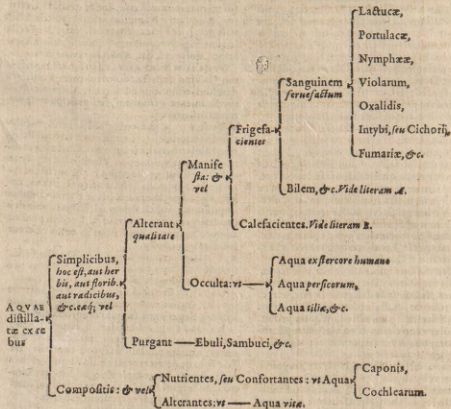 Lactucæ,
Portulacæ,
Nymphææ,
Sanguinem
feruefactum
Violarum,
Oxalidis,
Intybi, seu Cichorij,
Fumariæ, &c.
Frigefa-
cientes
Bilem, &c. Vide literam A.
Manife
sta: &
vel
Calefacientes. Vide literam B.
Alterant
qualitate
Occulta: vt
Aqua ex stercore humano
Aqua persicorum,
Aqua tiliæ, &c.
Simplicibus,
hoc est, aut her
bis, aut florib.
aut radicibus,
&c. eaq; vel
Purgant — Ebuli, Sambuci, &c.
AQVAE
distilla-
tæ ex re
bus
Compositis: & vel
Nutrientes, seu Confortantes: vt Aqua
Caponis,
Cochlearum.
Alterantes: vt — Aqua vitæ.